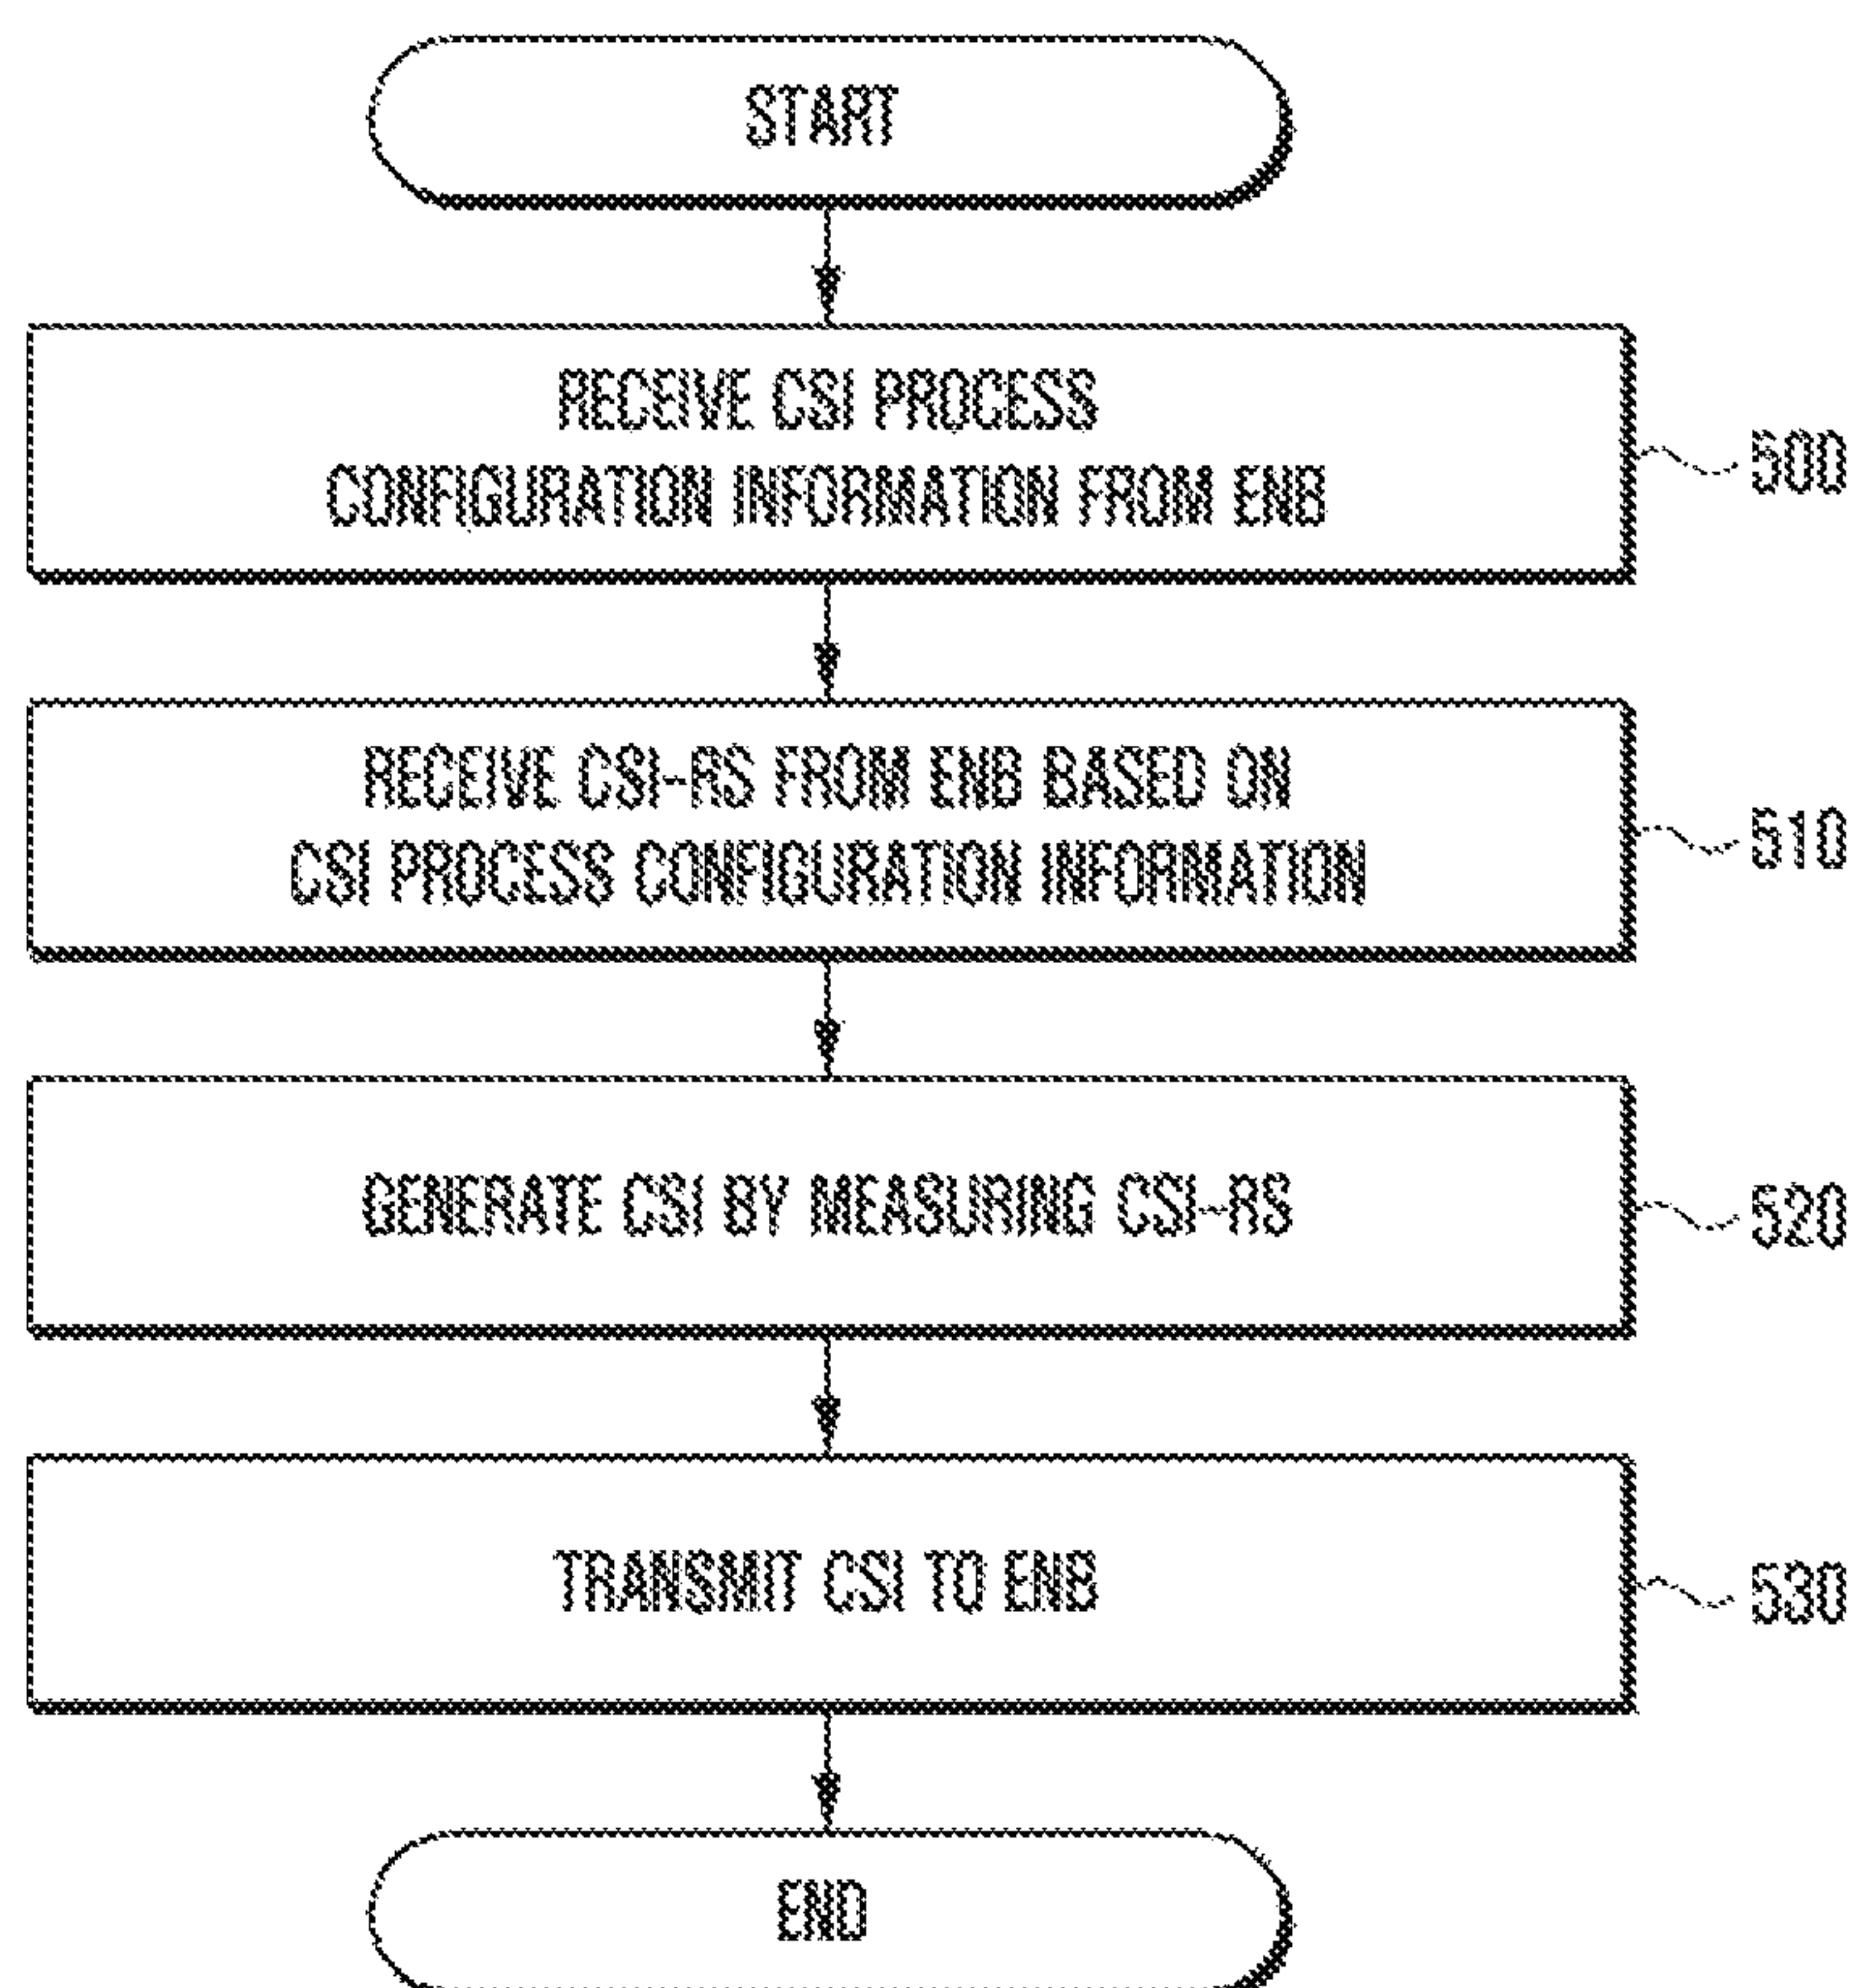 START
RECEIVE CSI PROCESS
CONFIGURATION INFORMATION FROM ENB
500
RECEIVE CSI-RS FROM ENB BASED ON
CSI PROCESS CONFIGURATION INFORMATION
510
GENERATE CSI BY MEASURING CSI-RS
520
TRANSMIT CSI TO ENB
530
END